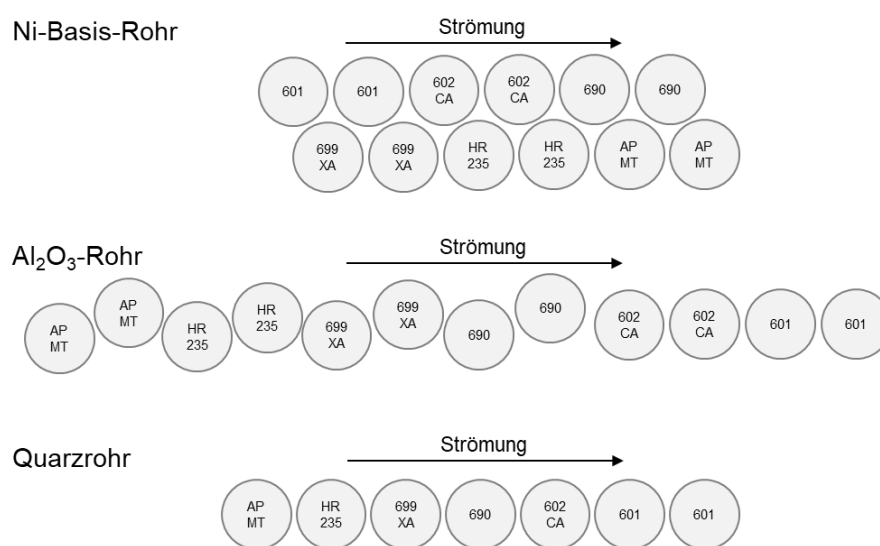 Ni-Basis-Rohr
Strömung
601
601
602
CA
602
CA
690
690
699
XA
699
XA
HR
235
HR
235
AP
MT
AP
MT
Al₂O₃-Rohr
Strömung
AP
MT
AP
MT
HR
235
HR
235
699
XA
699
XA
690
690
602
CA
602
CA
601
601
Quarzrohr
Strömung
AP
MT
HR
235
699
XA
690
602
CA
601
601